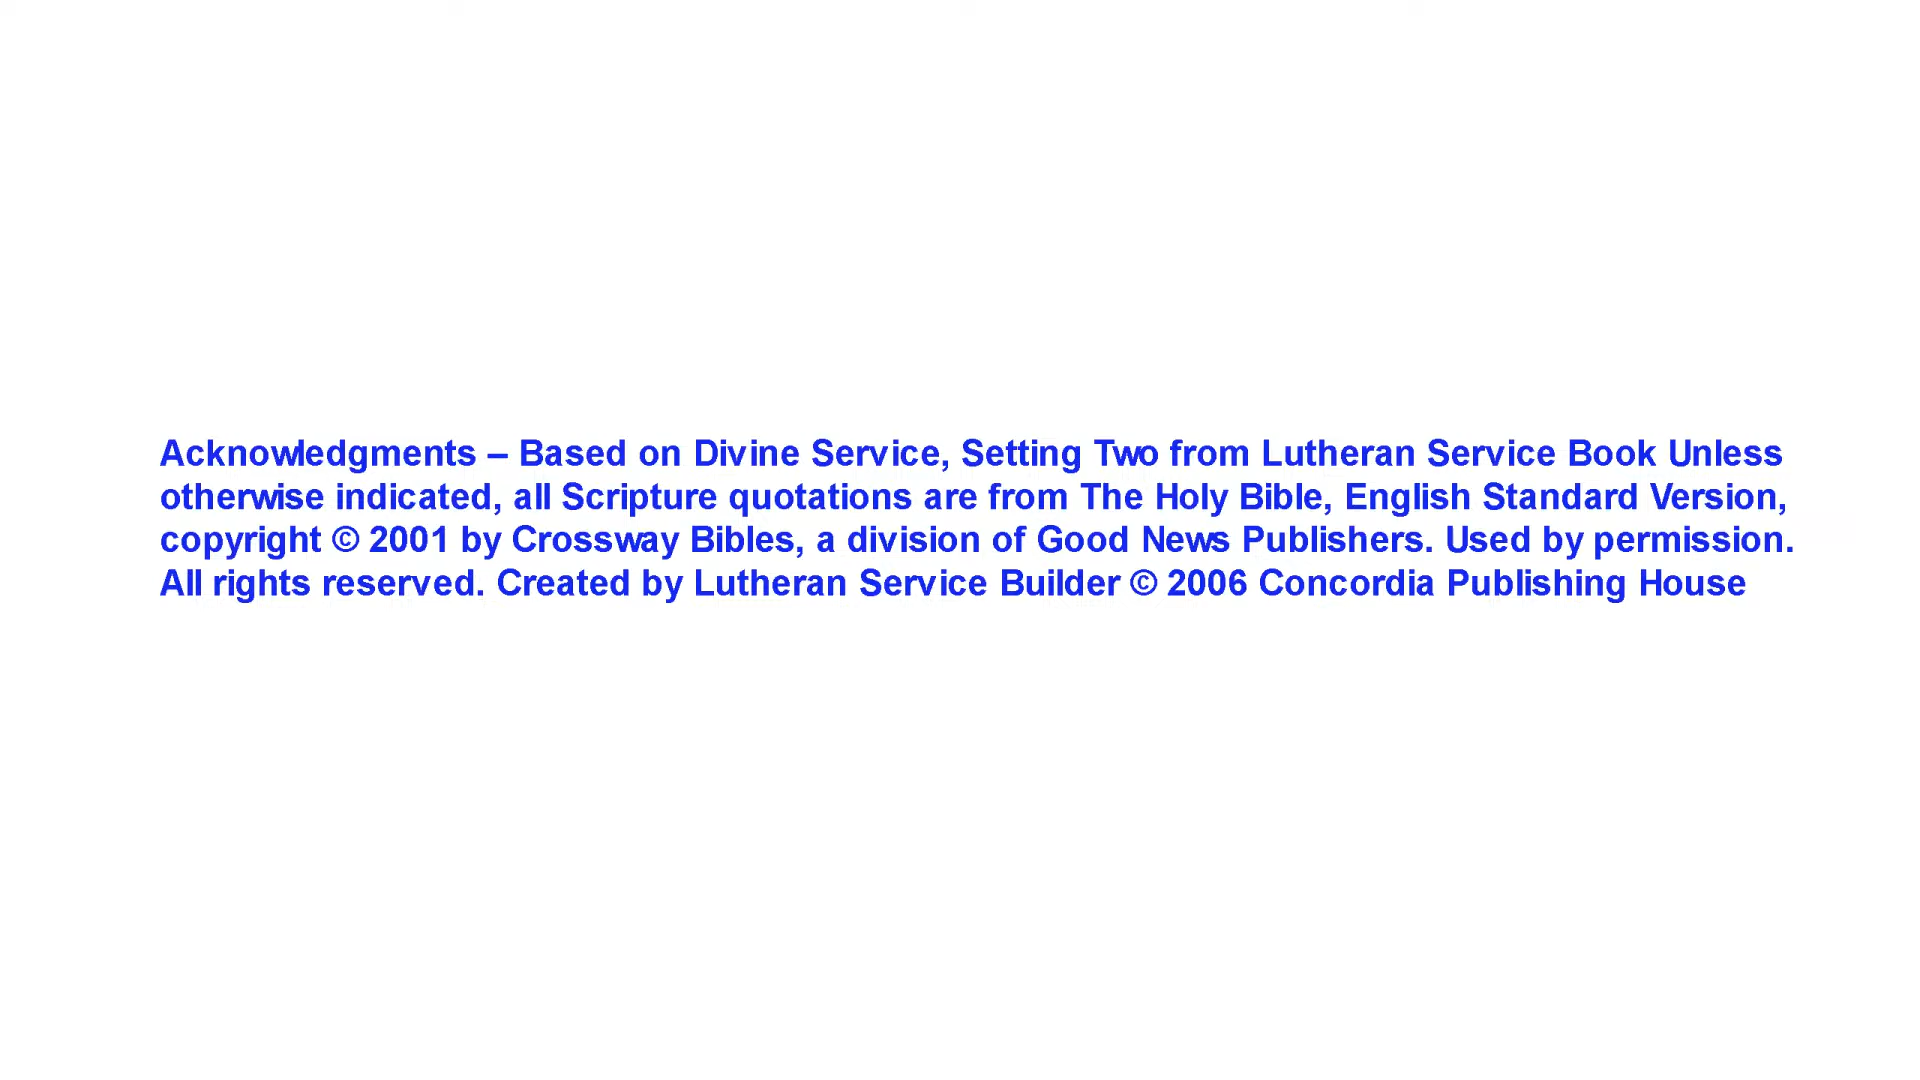 Acknowledgments – Based on Divine Service, Setting Two from Lutheran Service Book Unless
otherwise indicated, all Scripture quotations are from The Holy Bible, English Standard Version,
copyright © 2001 by Crossway Bibles, a division of Good News Publishers. Used by permission.
All rights reserved. Created by Lutheran Service Builder © 2006 Concordia Publishing House